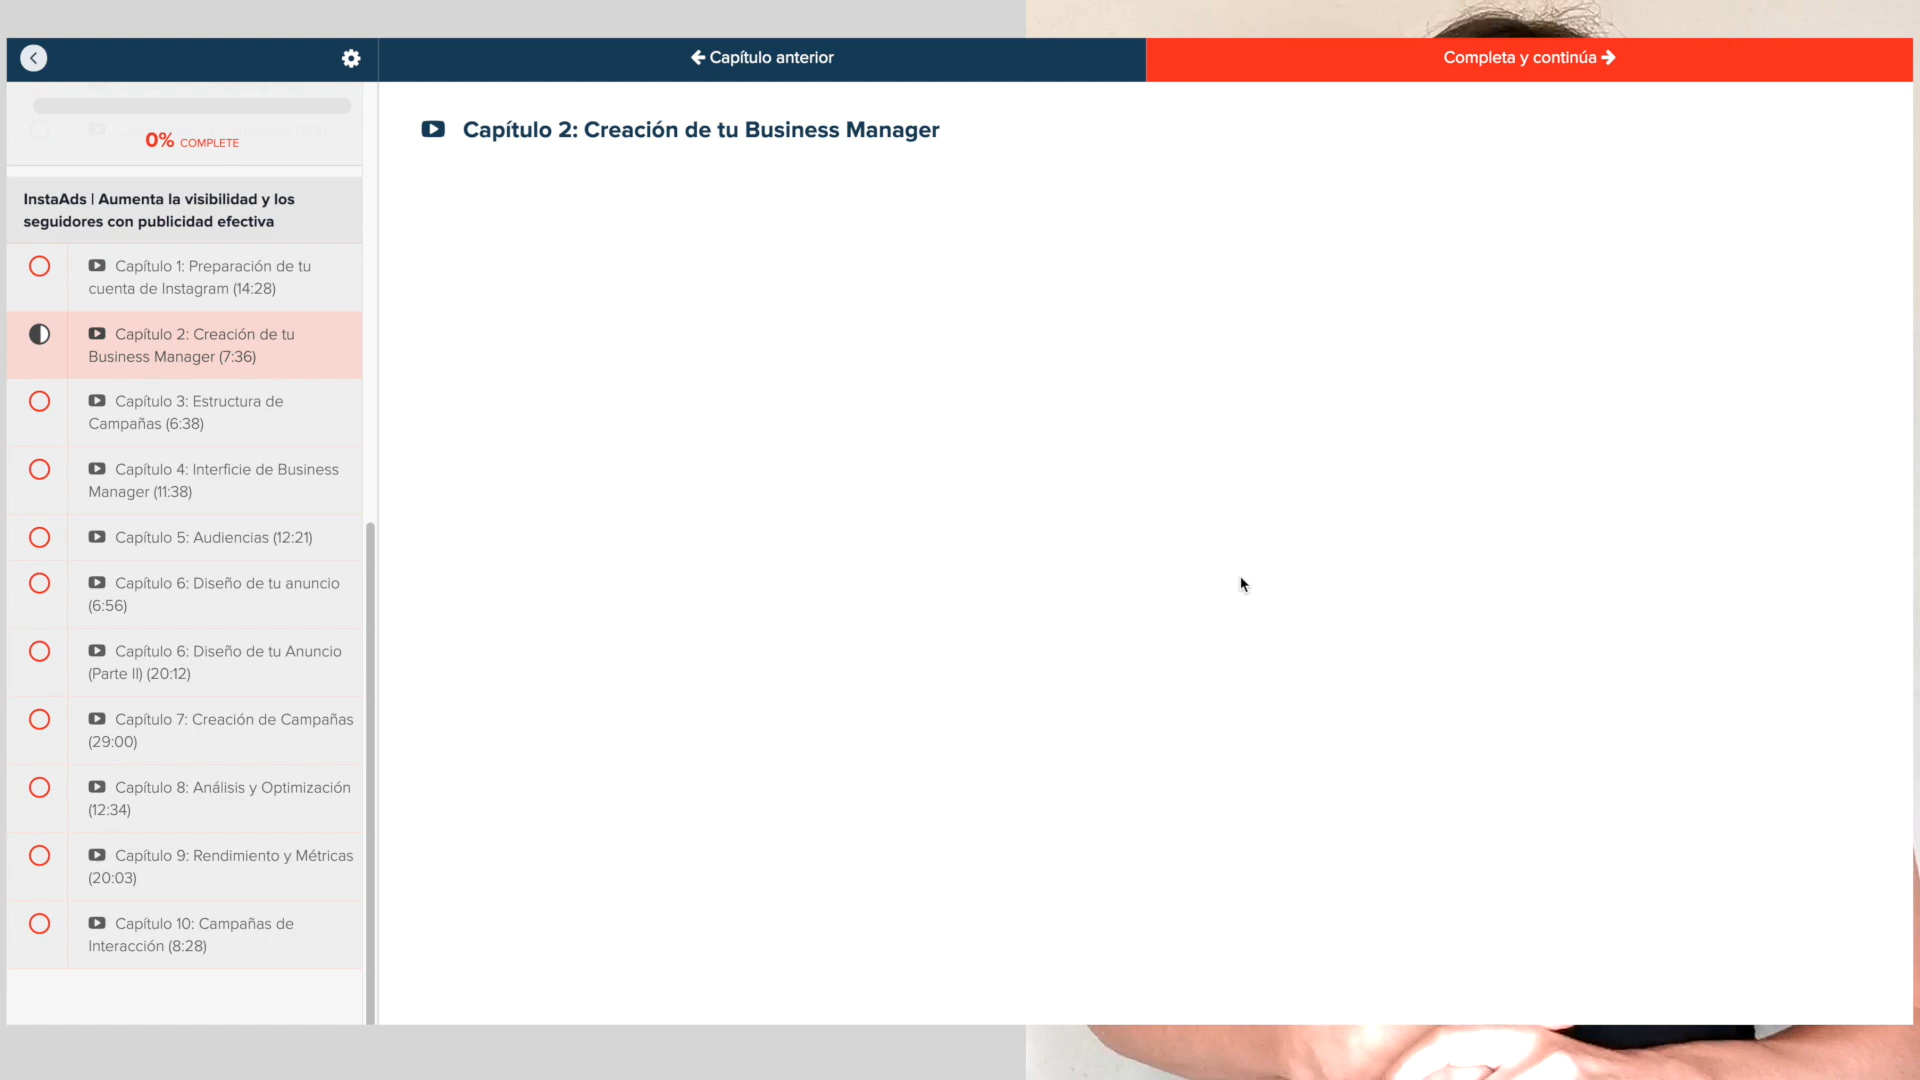 Capítulo anterior
Completa y continúa
0% COMPLETE
InstaAds | Aumenta la visibilidad y los
seguidores con publicidad efectiva
Capítulo 1: Preparación de tu
cuenta de Instagram (14:28)
Capítulo 2: Creación de tu
Business Manager (7:36)
Capítulo 3: Estructura de
Campañas (6:38)
Capítulo 4: Interficie de Business
Manager (11:38)
Capítulo 5: Audiencias (12:21)
Capítulo 6: Diseño de tu anuncio
(6:56)
Capítulo 6: Diseño de tu Anuncio
(Parte II) (20:12)
Capítulo 7: Creación de Campañas
(29:00)
Capítulo 8: Análisis y Optimización
(12:34)
Capítulo 9: Rendimiento y Métricas
(20:03)
Capítulo 10: Campañas de
Interacción (8:28)
Capítulo 2: Creación de tu Business Manager